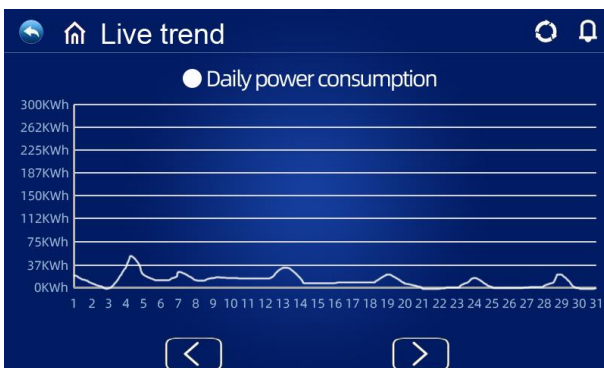 Live trend
Daily power consumption
300KWh
262KWh
225KWh
187KWh
150KWh
112KWh
75KWh
37KWh
0KWh
1 2 3 4 5 6 7 8 9 10 11 12 13 14 15 16 17 18 19 20 21 22 23 24 25 26 27 28 29 30 31